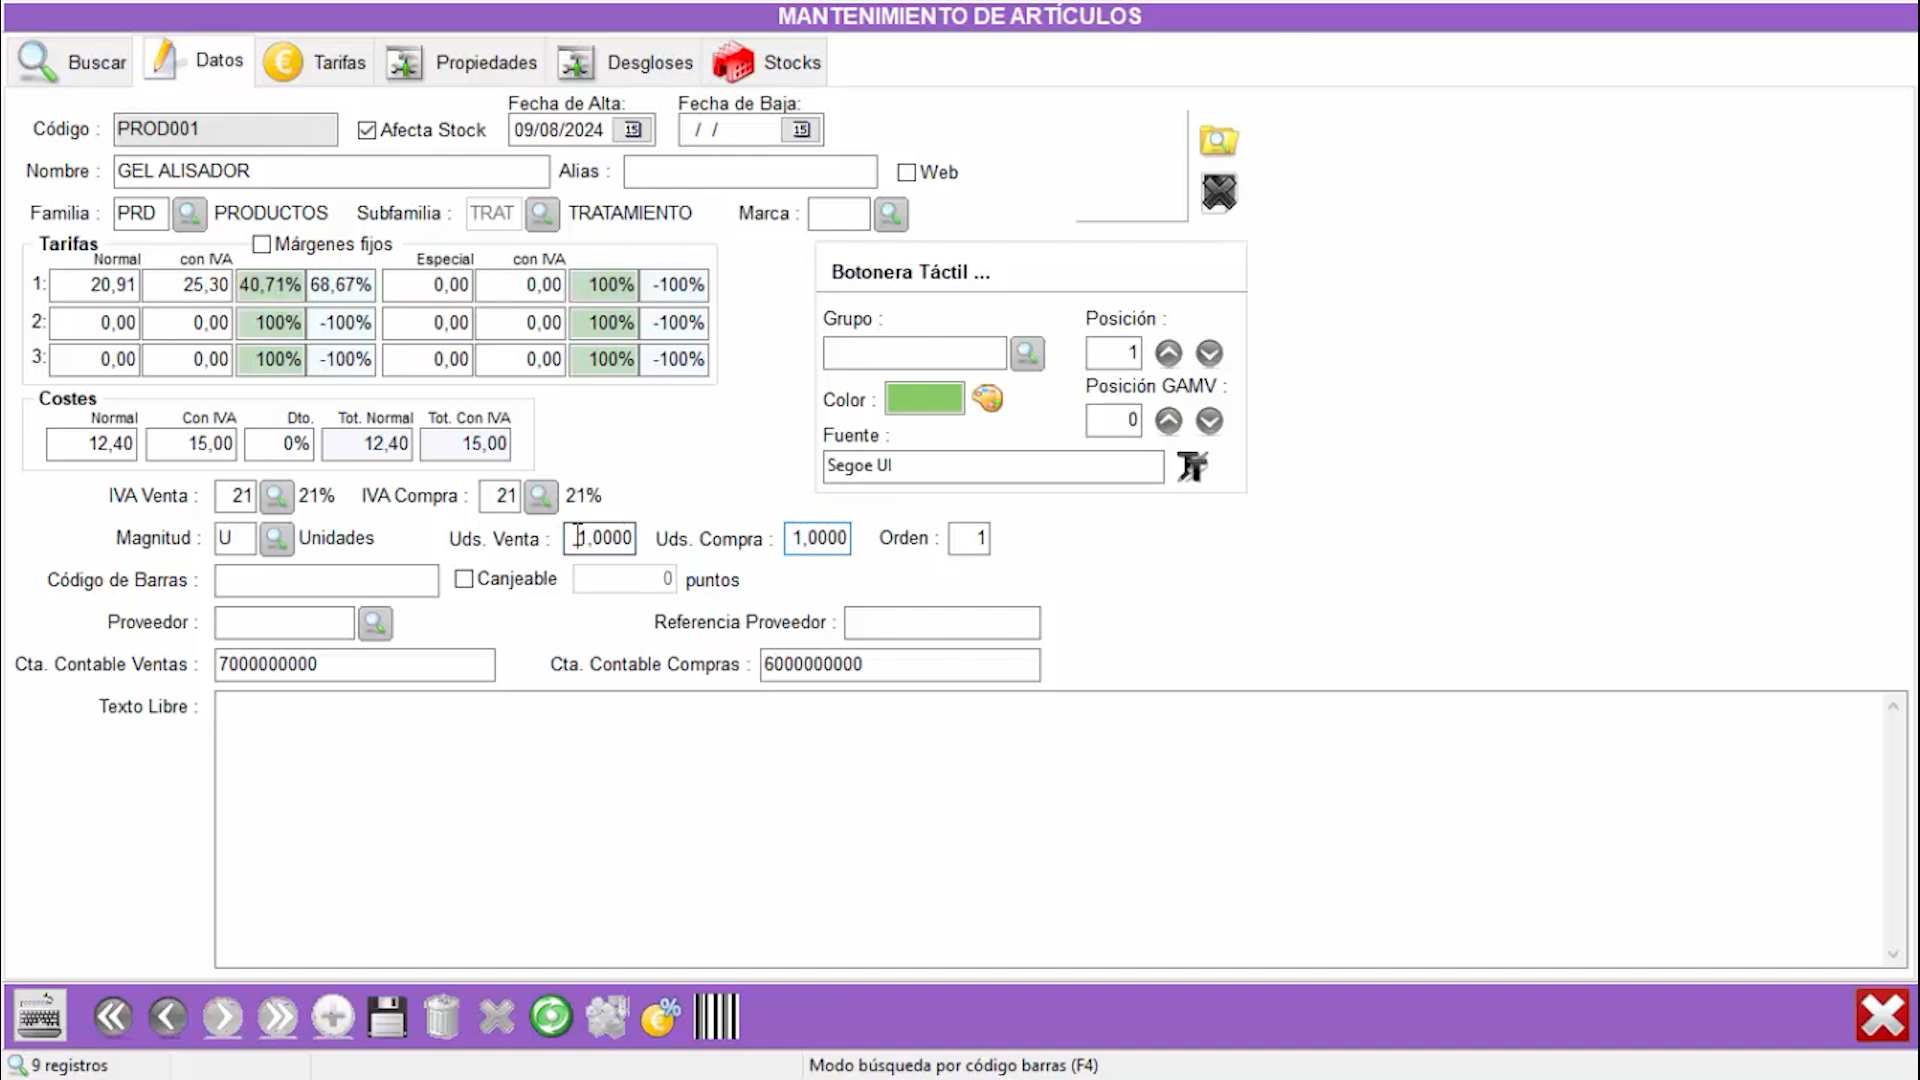 MANTENIMIENTO DE ARTÍCULOS
Buscar Datos Tarifas Propiedades Desgloses Stocks
Fecha de Alta: Fecha de Baja:
Código : PROD001 Afecta Stock 09/08/2024 15 / / 15
Nombre : GEL ALISADOR Alias : Web
Familia : PRD PRODUCTOS Subfamilia : TRAT TRATAMIENTO Marca :
Tarifas Márgenes fijos
Normal con IVA Especial con IVA
1: 20,91 25,30 40,71% 68,67% 0,00 0,00 100% -100%
2: 0,00 0,00 100% -100% 0,00 0,00 100% -100%
3: 0,00 0,00 100% -100% 0,00 0,00 100% -100%
Botonera Táctil ...
Grupo : Posición :
1
Posición GAMV :
Color : 0
Fuente :
Segoe UI
Costes
Normal Con IVA Dto. Tot. Normal Tot. Con IVA
12,40 15,00 0% 12,40 15,00
IVA Venta : 21 21% IVA Compra : 21 21%
Magnitud : U Unidades Uds. Venta : 1,0000 Uds. Compra : 1,0000 Orden : 1
Código de Barras : Canjeable 0 puntos
Proveedor : Referencia Proveedor :
Cta. Contable Ventas : 7000000000 Cta. Contable Compras : 6000000000
Texto Libre :
9 registros Modo búsqueda por código barras (F4)